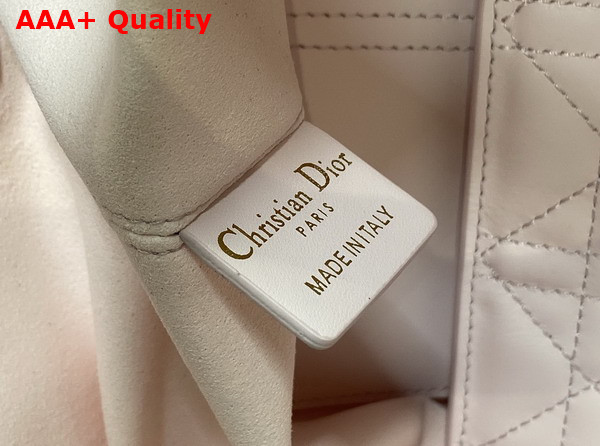 AAA+ Quality
Christian Dior
PARIS
MADE IN ITALY